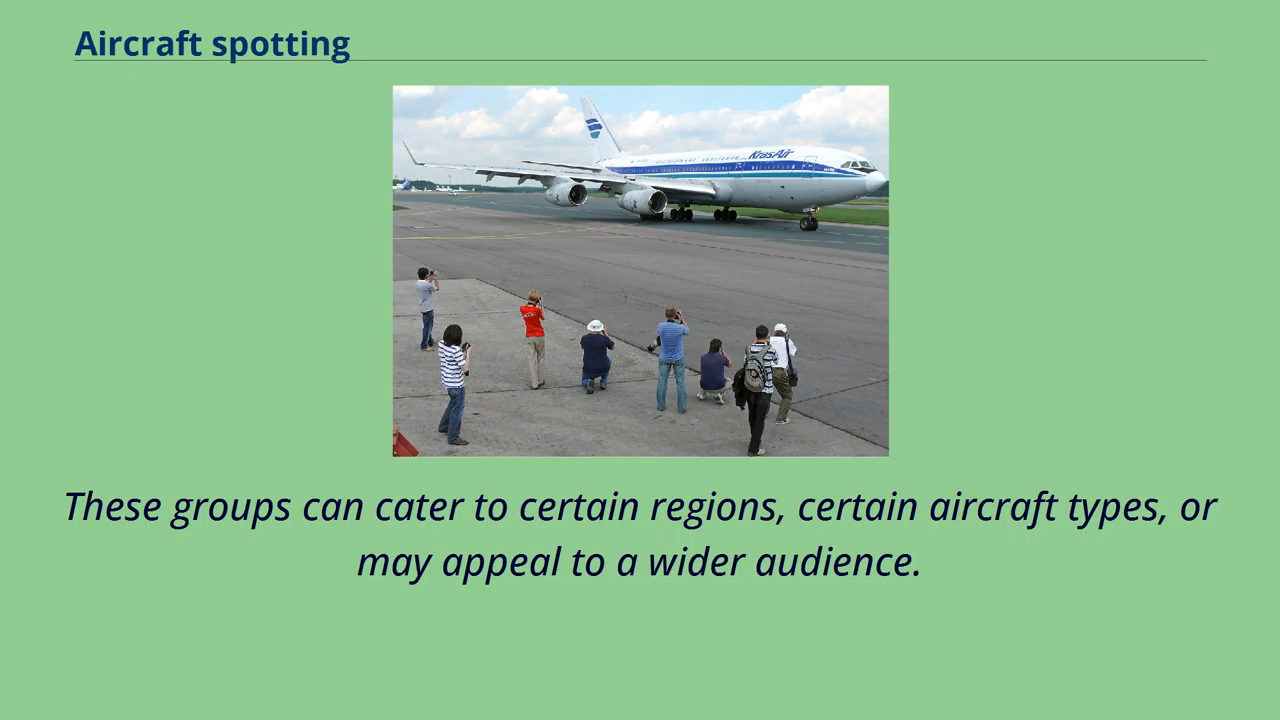 Aircraft spotting
KrasAir
These groups can cater to certain regions, certain aircraft types, or
may appeal to a wider audience.